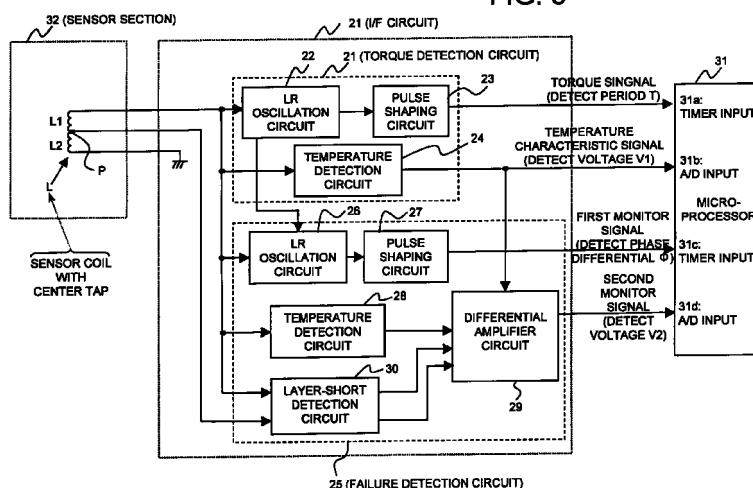 FIG. 6
32 (SENSOR SECTION)
21 (I/F CIRCUIT)
21 (TORQUE DETECTION CIRCUIT)
22
LR
OSCILLATION
CIRCUIT
23
PULSE
SHAPING
CIRCUIT
24
TEMPERATURE
DETECTION
CIRCUIT
L1
L2
P
L
SENSOR COIL
WITH
CENTER TAP
26
LR
OSCILLATION
CIRCUIT
27
PULSE
SHAPING
CIRCUIT
28
TEMPERATURE
DETECTION
CIRCUIT
30
LAYER-SHORT
DETECTION
CIRCUIT
DIFFERENTIAL
AMPLIFIER
CIRCUIT
29
25 (FAILURE DETECTION CIRCUIT)
TORQUE SINGNAL
(DETECT PERIOD T)
TEMPERATURE
CHARACTERISTIC SIGNAL
(DETECT VOLTAGE V1)
FIRST MONITOR
SIGNAL
(DETECT PHASE
DIFFERENTIAL Φ)
SECOND
MONITOR
SIGNAL
(DETECT
VOLTAGE V2)
31
31a:
TIMER INPUT
31b:
A/D INPUT
MICRO-
PROCESSOR
31c:
TIMER INPUT
31d:
A/D INPUT